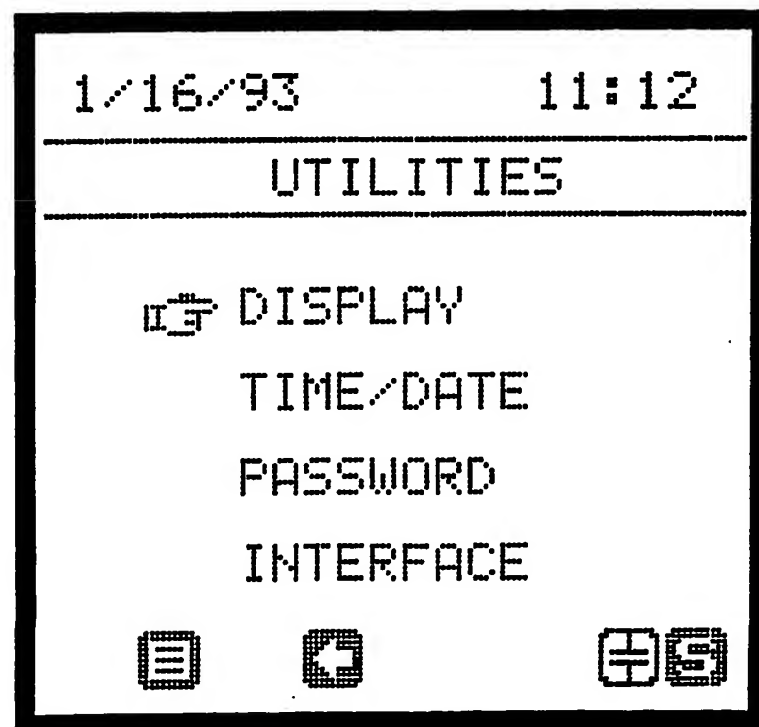 1/16/93 11:12
UTILITIES
DISPLAY
TIME/DATE
PASSWORD
INTERFACE
S